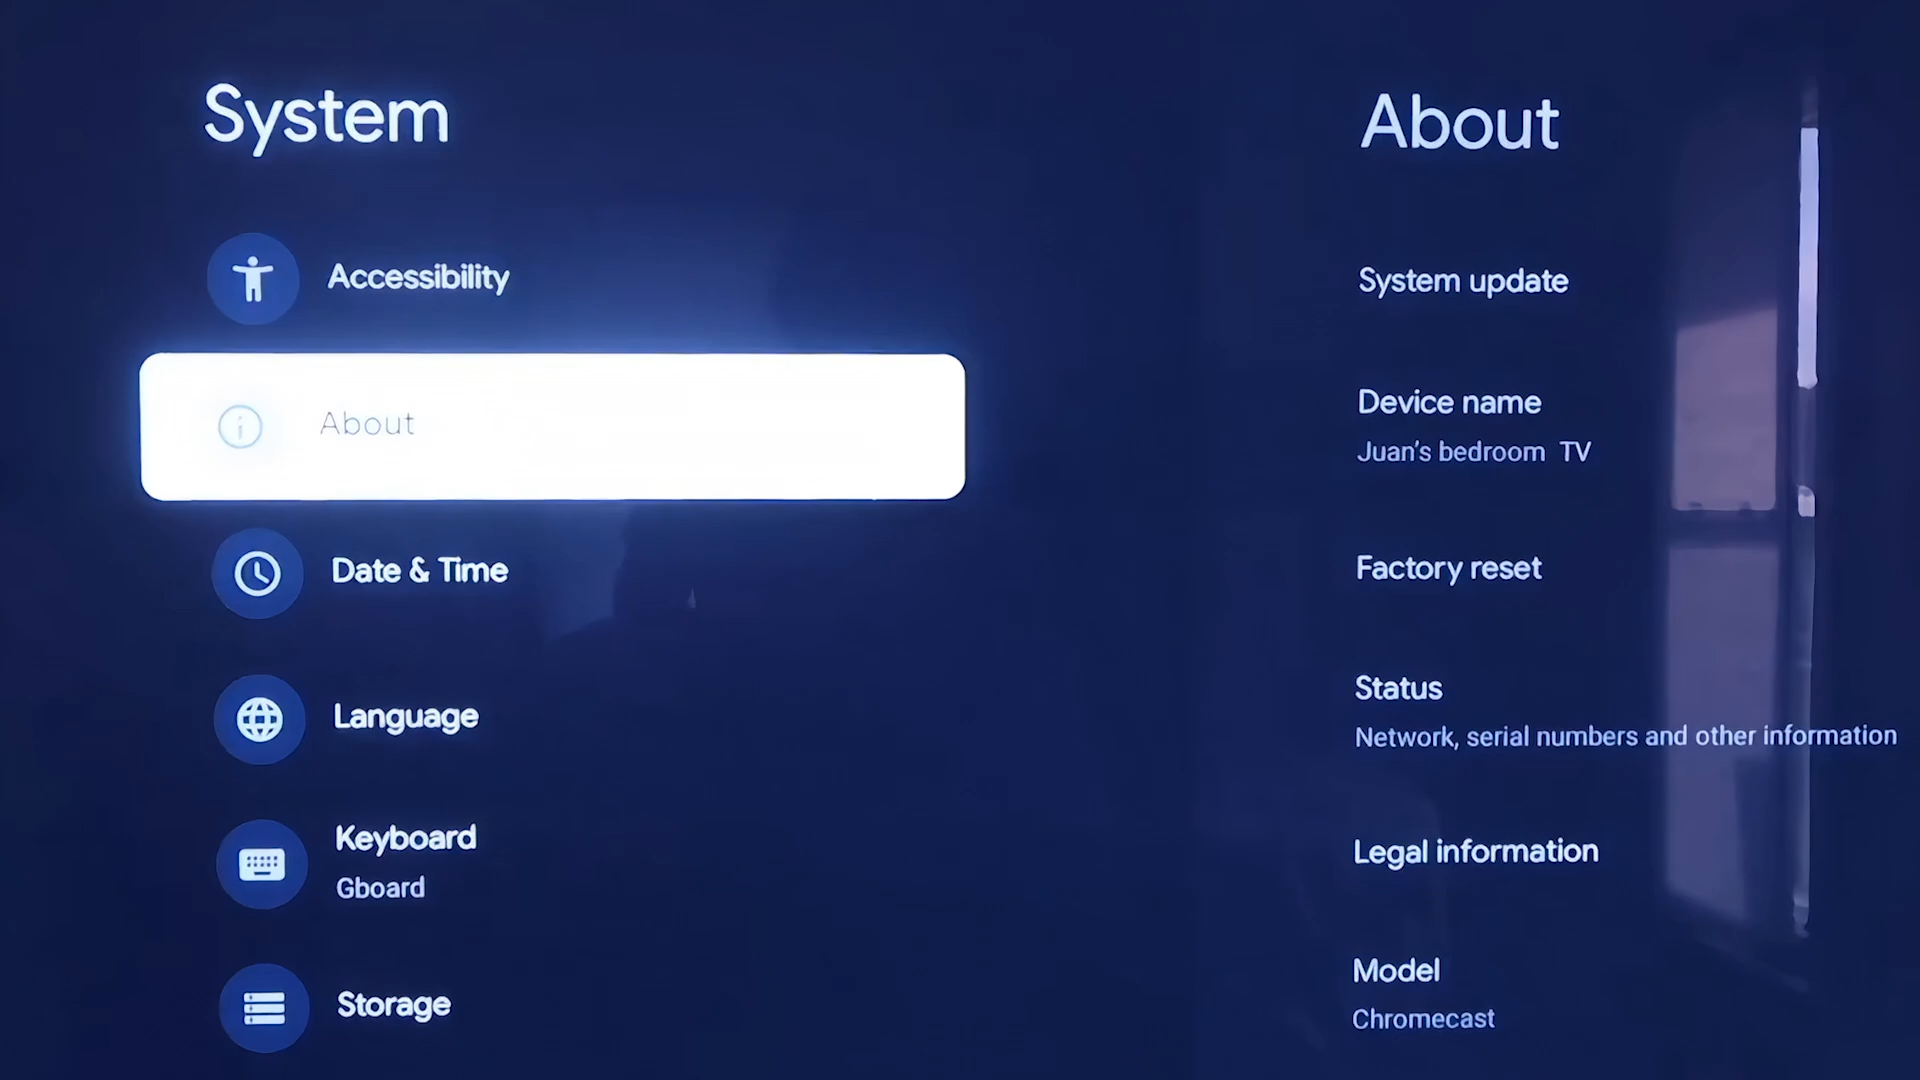 System
Accessibility
About
Date & Time
Language
Keyboard
Gboard
Storage
About
System update
Device name
Juan's bedroom TV
Factory reset
Status
Network, serial numbers and other information
Legal information
Model
Chromecast